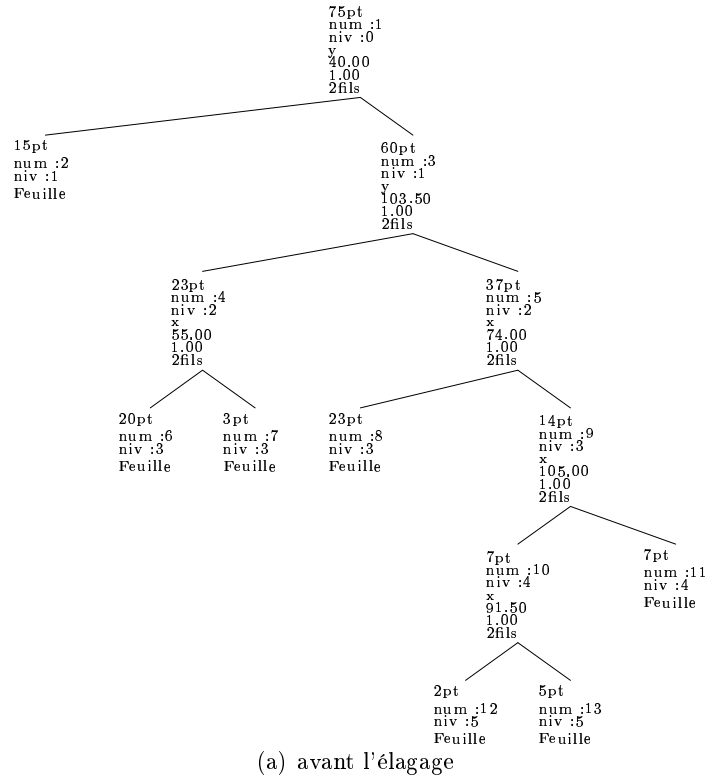 75pt
num :1
niv :0
y
40.00
1.00
2fils
15pt
num :2
niv :1
Feuille
60pt
num :3
niv :1
y
103.50
1.00
2fils
23pt
num :4
niv :2
x
55.00
1.00
2fils
37pt
num :5
niv :2
x
74.00
1.00
2fils
20pt
num :6
niv :3
Feuille
3pt
num :7
niv :3
Feuille
23pt
num :8
niv :3
Feuille
14pt
num :9
niv :3
x
105.00
1.00
2fils
7pt
num :10
niv :4
x
91.50
1.00
2fils
7pt
num :11
niv :4
Feuille
2pt
num :12
niv :5
Feuille
5pt
num :13
niv :5
Feuille
(a) avant l'élagage